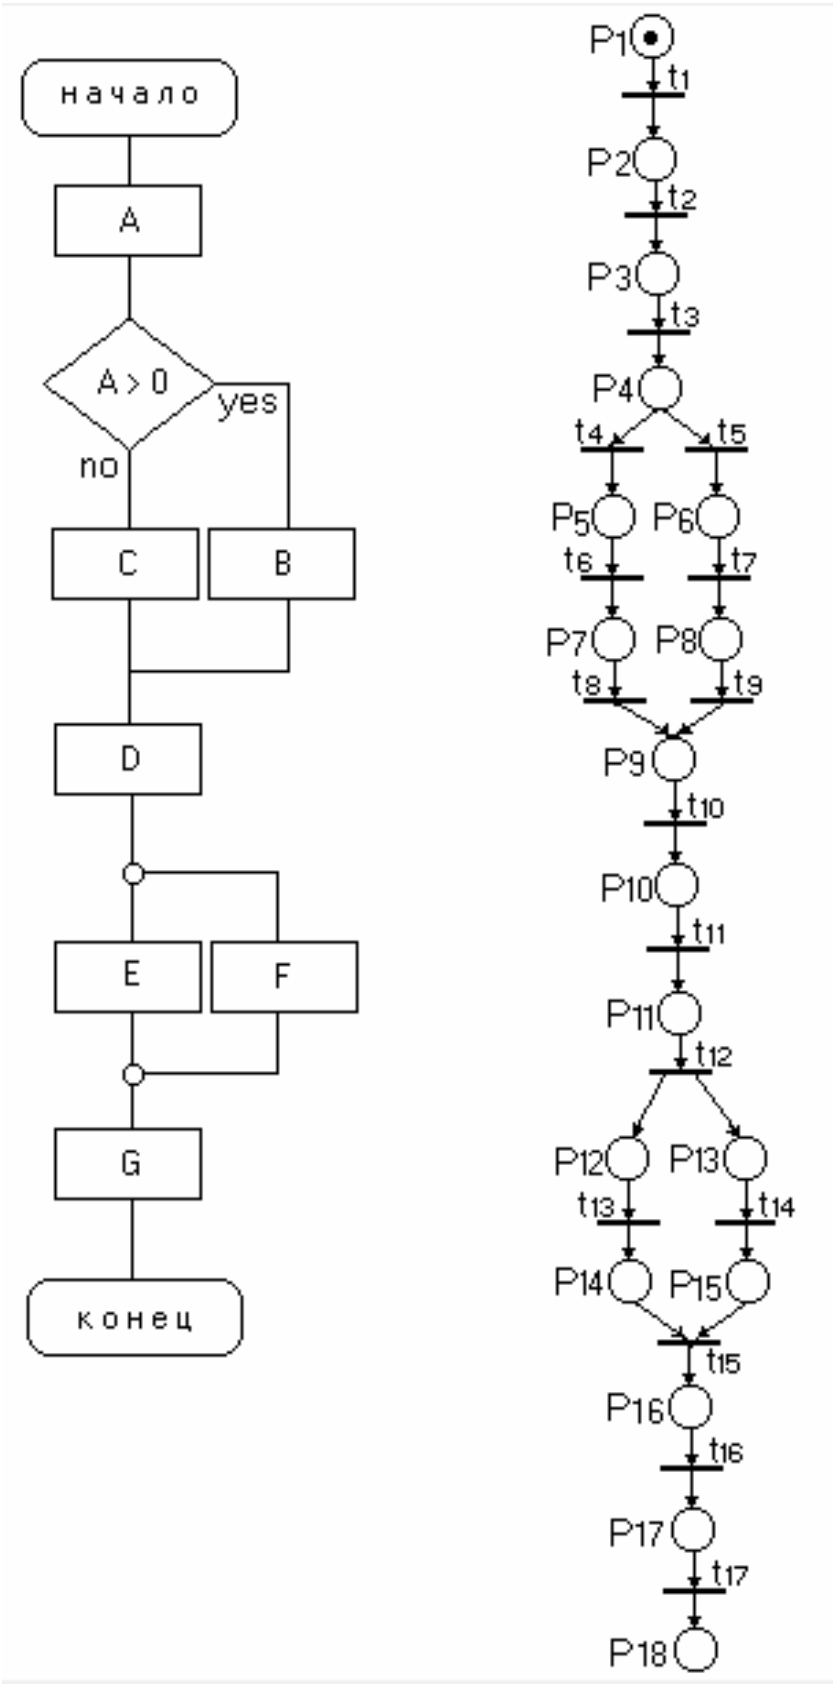 начало
A
A > 0
yes
no
C
B
D
E
F
G
конец
P1
t1
P2
t2
P3
t3
P4
t4
t5
P5
P6
t6
t7
P7
P8
t8
t9
P9
t10
P10
t11
P11
t12
P12
P13
t13
t14
P14
P15
t15
P16
t16
P17
t17
P18